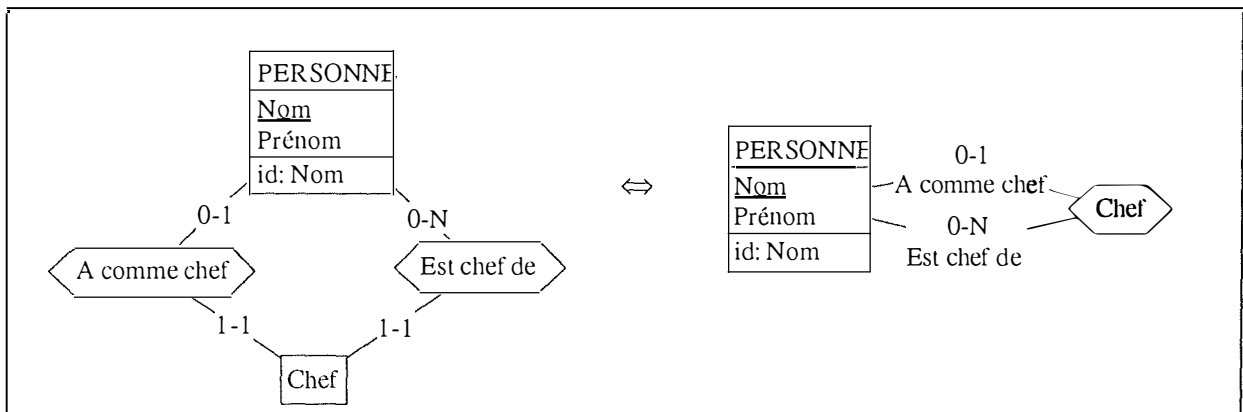 PERSONNE
Nom
Prénom
id: Nom
0-1
0-N
A comme chef
Est chef de
1-1
1-1
Chef
⇔
PERSONNE
Nom
Prénom
id: Nom
0-1
A comme chef
0-N
Est chef de
Chef